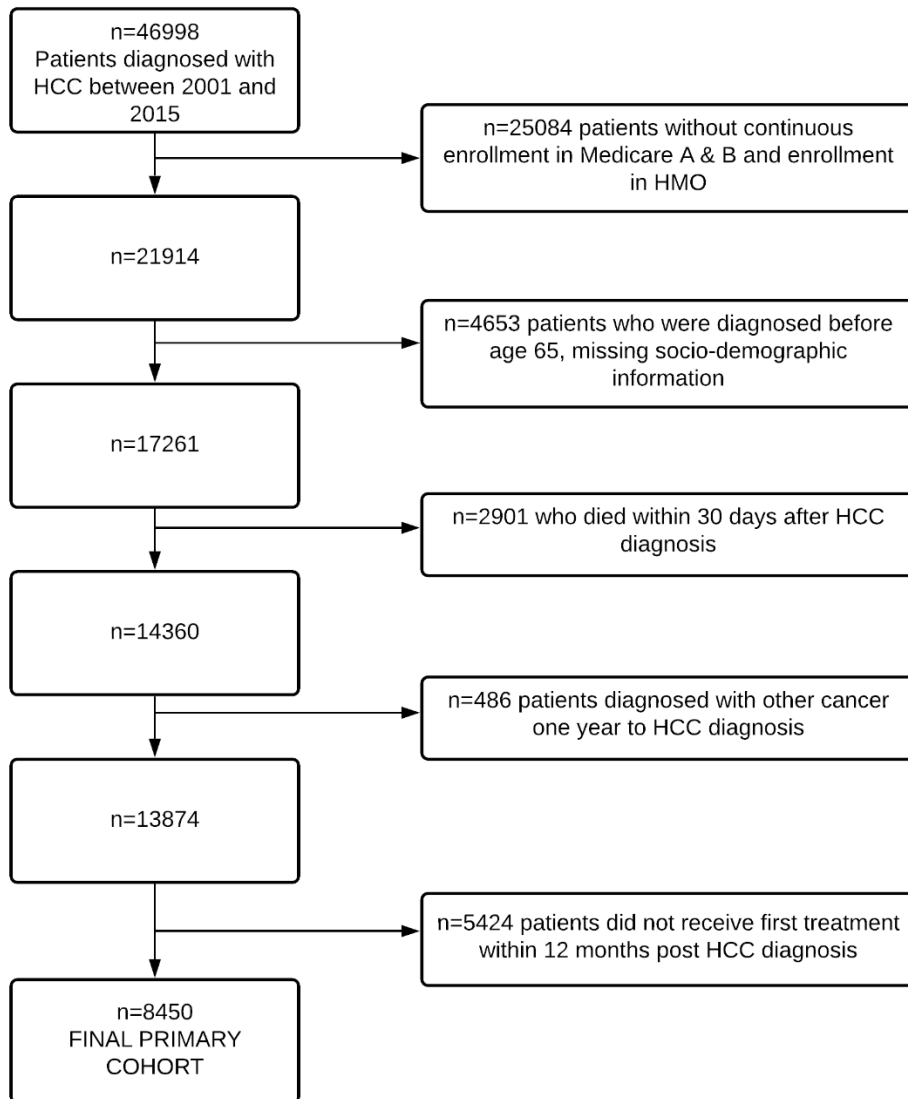 n=46998
Patients diagnosed with
HCC between 2001 and
2015
n=25084 patients without continuous
enrollment in Medicare A & B and enrollment
in HMO
n=21914
n=4653 patients who were diagnosed before
age 65, missing socio-demographic
information
n=17261
n=2901 who died within 30 days after HCC
diagnosis
n=14360
n=486 patients diagnosed with other cancer
one year to HCC diagnosis
n=13874
n=5424 patients did not receive first treatment
within 12 months post HCC diagnosis
n=8450
FINAL PRIMARY
COHORT